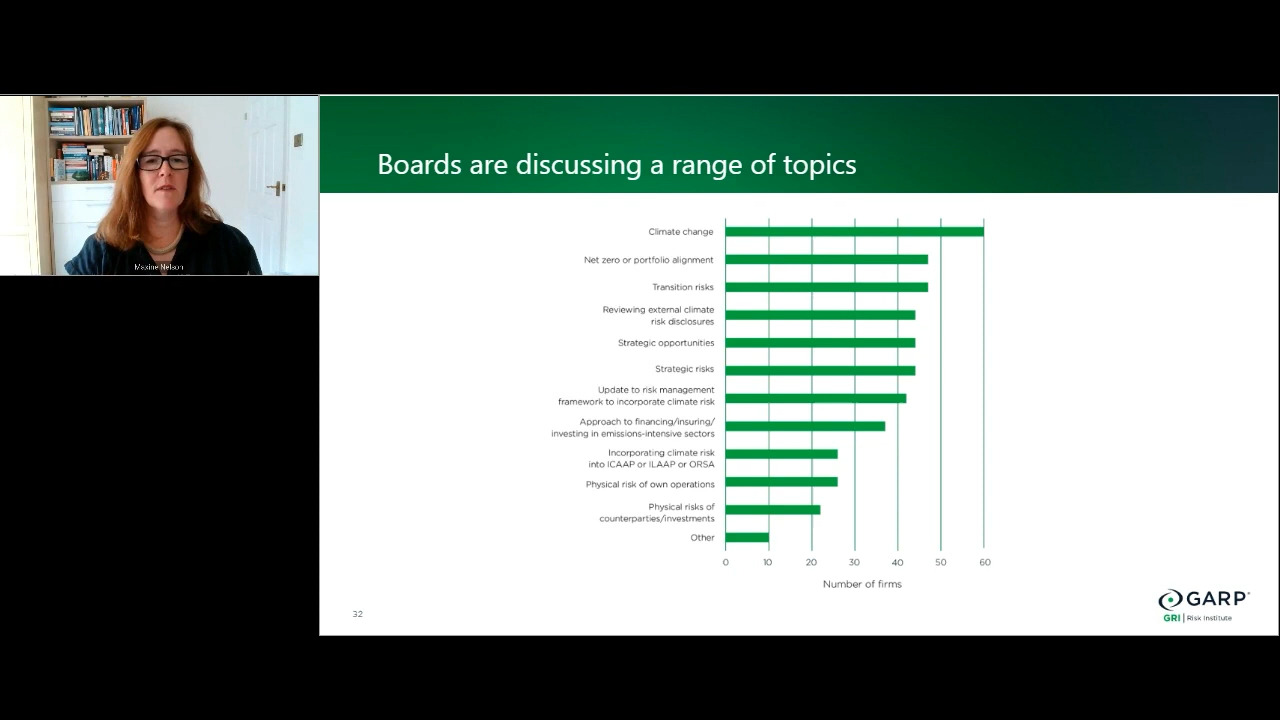 Maxine Nelson
Boards are discussing a range of topics
Climate change
Net zero or portfolio alignment
Transition risks
Reviewing external climate
risk disclosures
Strategic opportunities
Strategic risks
Update to risk management
framework to incorporate climate risk
Approach to financing/insuring/
investing in emissions-intensive sectors
Incorporating climate risk
into ICAAP or ILAAP or ORSA
Physical risk of own operations
Physical risks of
counterparties/investments
Other
0 10 20 30 40 50 60
Number of firms
32
GARP
GRI | Risk Institute